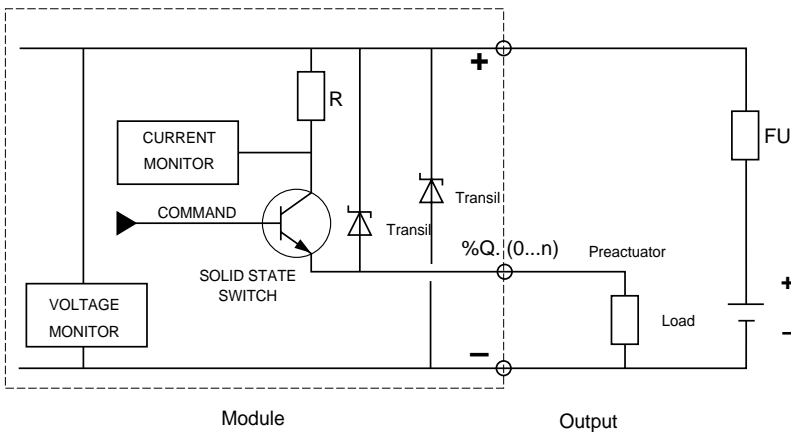 +
R
FU
CURRENT
MONITOR
Transil
COMMAND
Transil
%Q. (0...n)
Preactuator
SOLID STATE
SWITCH
+
VOLTAGE
MONITOR
Load
−
−
Module
Output